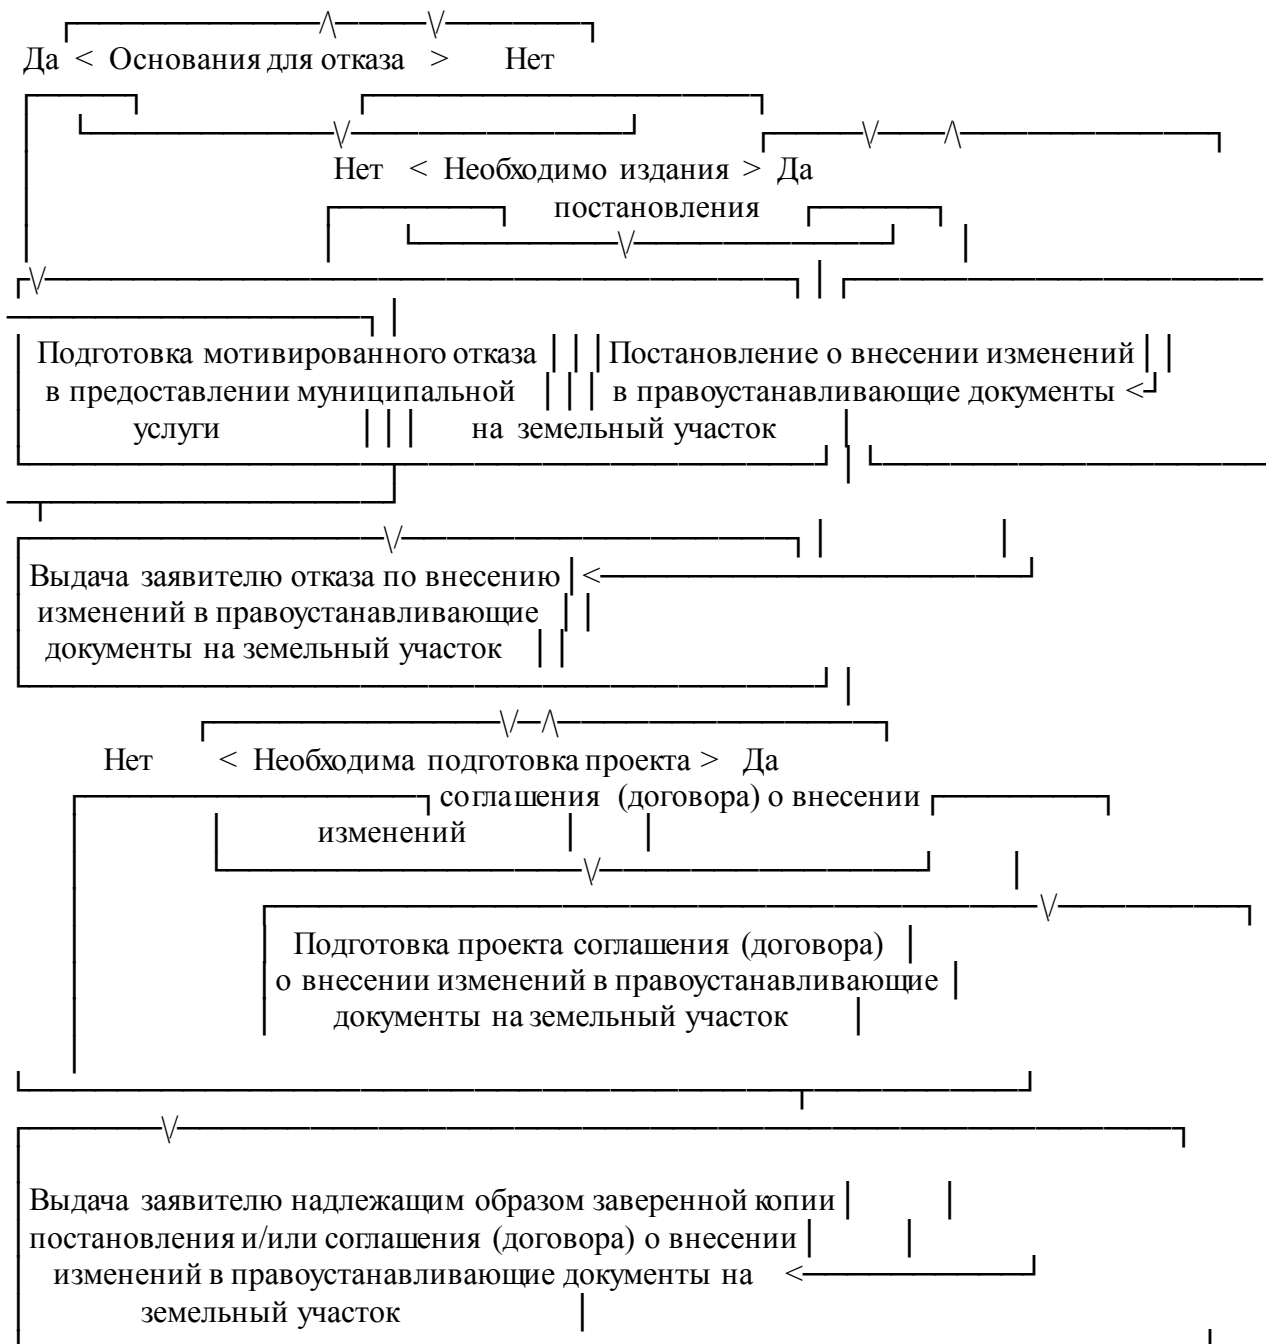 Да < Основания для отказа > Нет
Нет < Необходимо издания > Да
постановления
Подготовка мотивированного отказа Постановление о внесении изменений
в предоставлении муниципальной в правоустанавливающие документы <
услуги на земельный участок
Выдача заявителю отказа по внесению <
изменений в правоустанавливающие
документы на земельный участок
Нет < Необходима подготовка проекта > Да
соглашения (договора) о внесении
изменений
Подготовка проекта соглашения (договора)
о внесении изменений в правоустанавливающие
документы на земельный участок
Выдача заявителю надлежащим образом заверенной копии
постановления и/или соглашения (договора) о внесении
изменений в правоустанавливающие документы на <
земельный участок